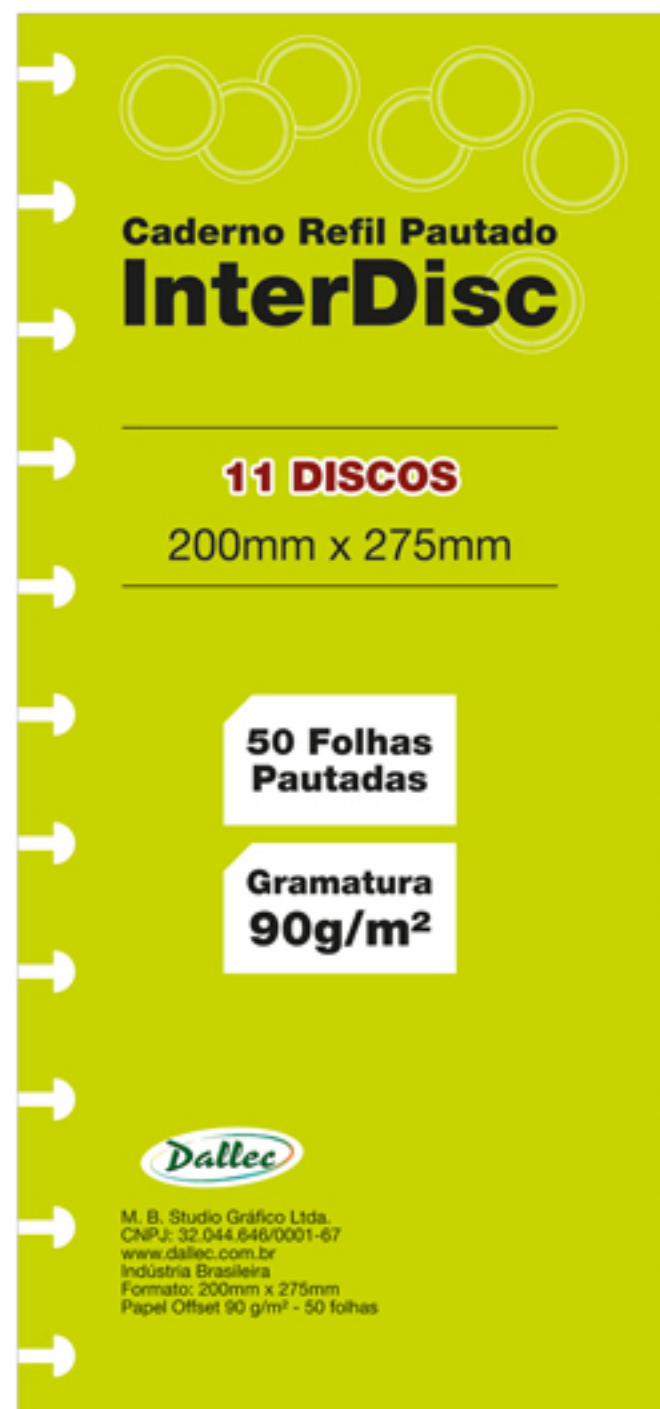 Caderno Refil Pautado
InterDisc
11 DISCOS
200mm x 275mm
50 Folhas
Pautadas
Gramatura
90g/m²
Dallec
M. B. Studio Gráfico Ltda.
CNPJ: 32.044.646/0001-67
www.dallec.com.br
Indústria Brasileira
Formato: 200mm x 275mm
Papel Offset 90 g/m² - 50 folhas